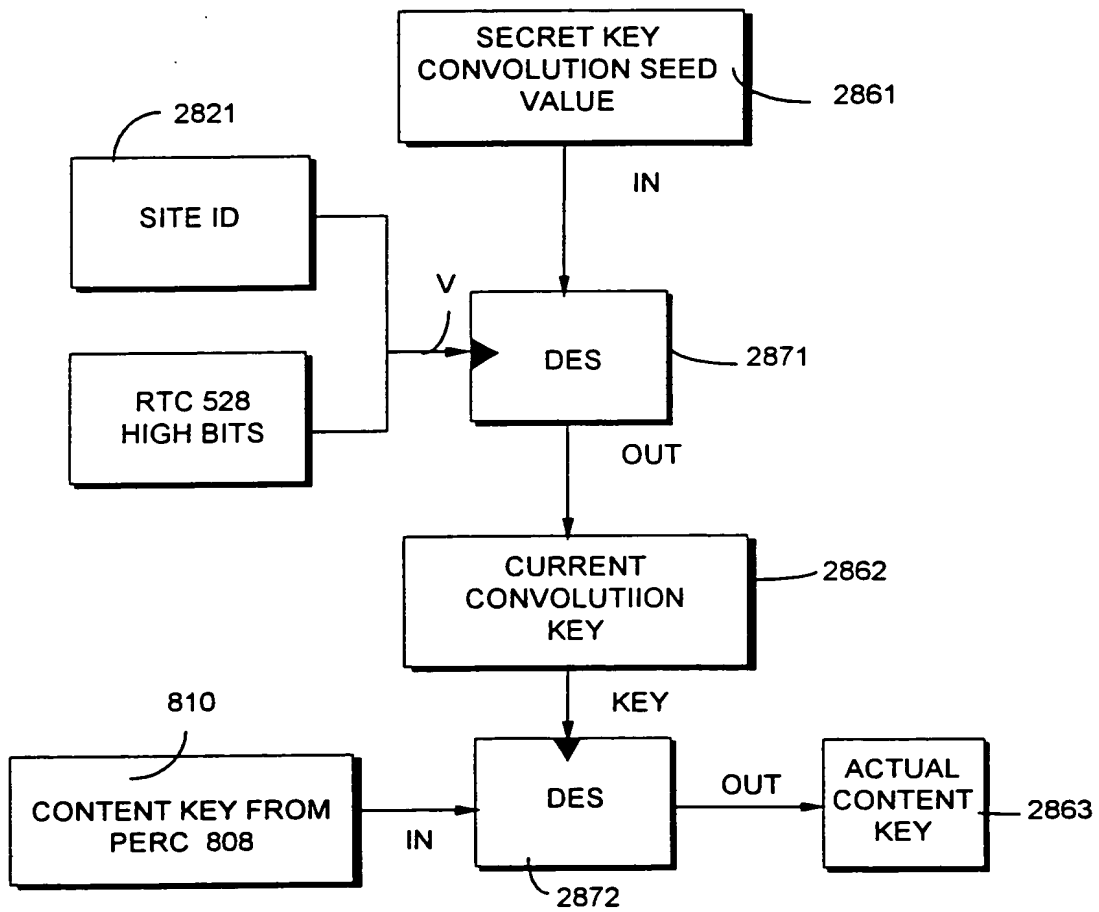 SECRET KEY
CONVOLUTION SEED
VALUE
2861
2821
IN
SITE ID
V
DES
2871
RTC 528
HIGH BITS
OUT
CURRENT
CONVOLUTIION
KEY
2862
KEY
810
CONTENT KEY FROM
PERC 808
IN
DES
OUT
ACTUAL
CONTENT
KEY
2863
2872